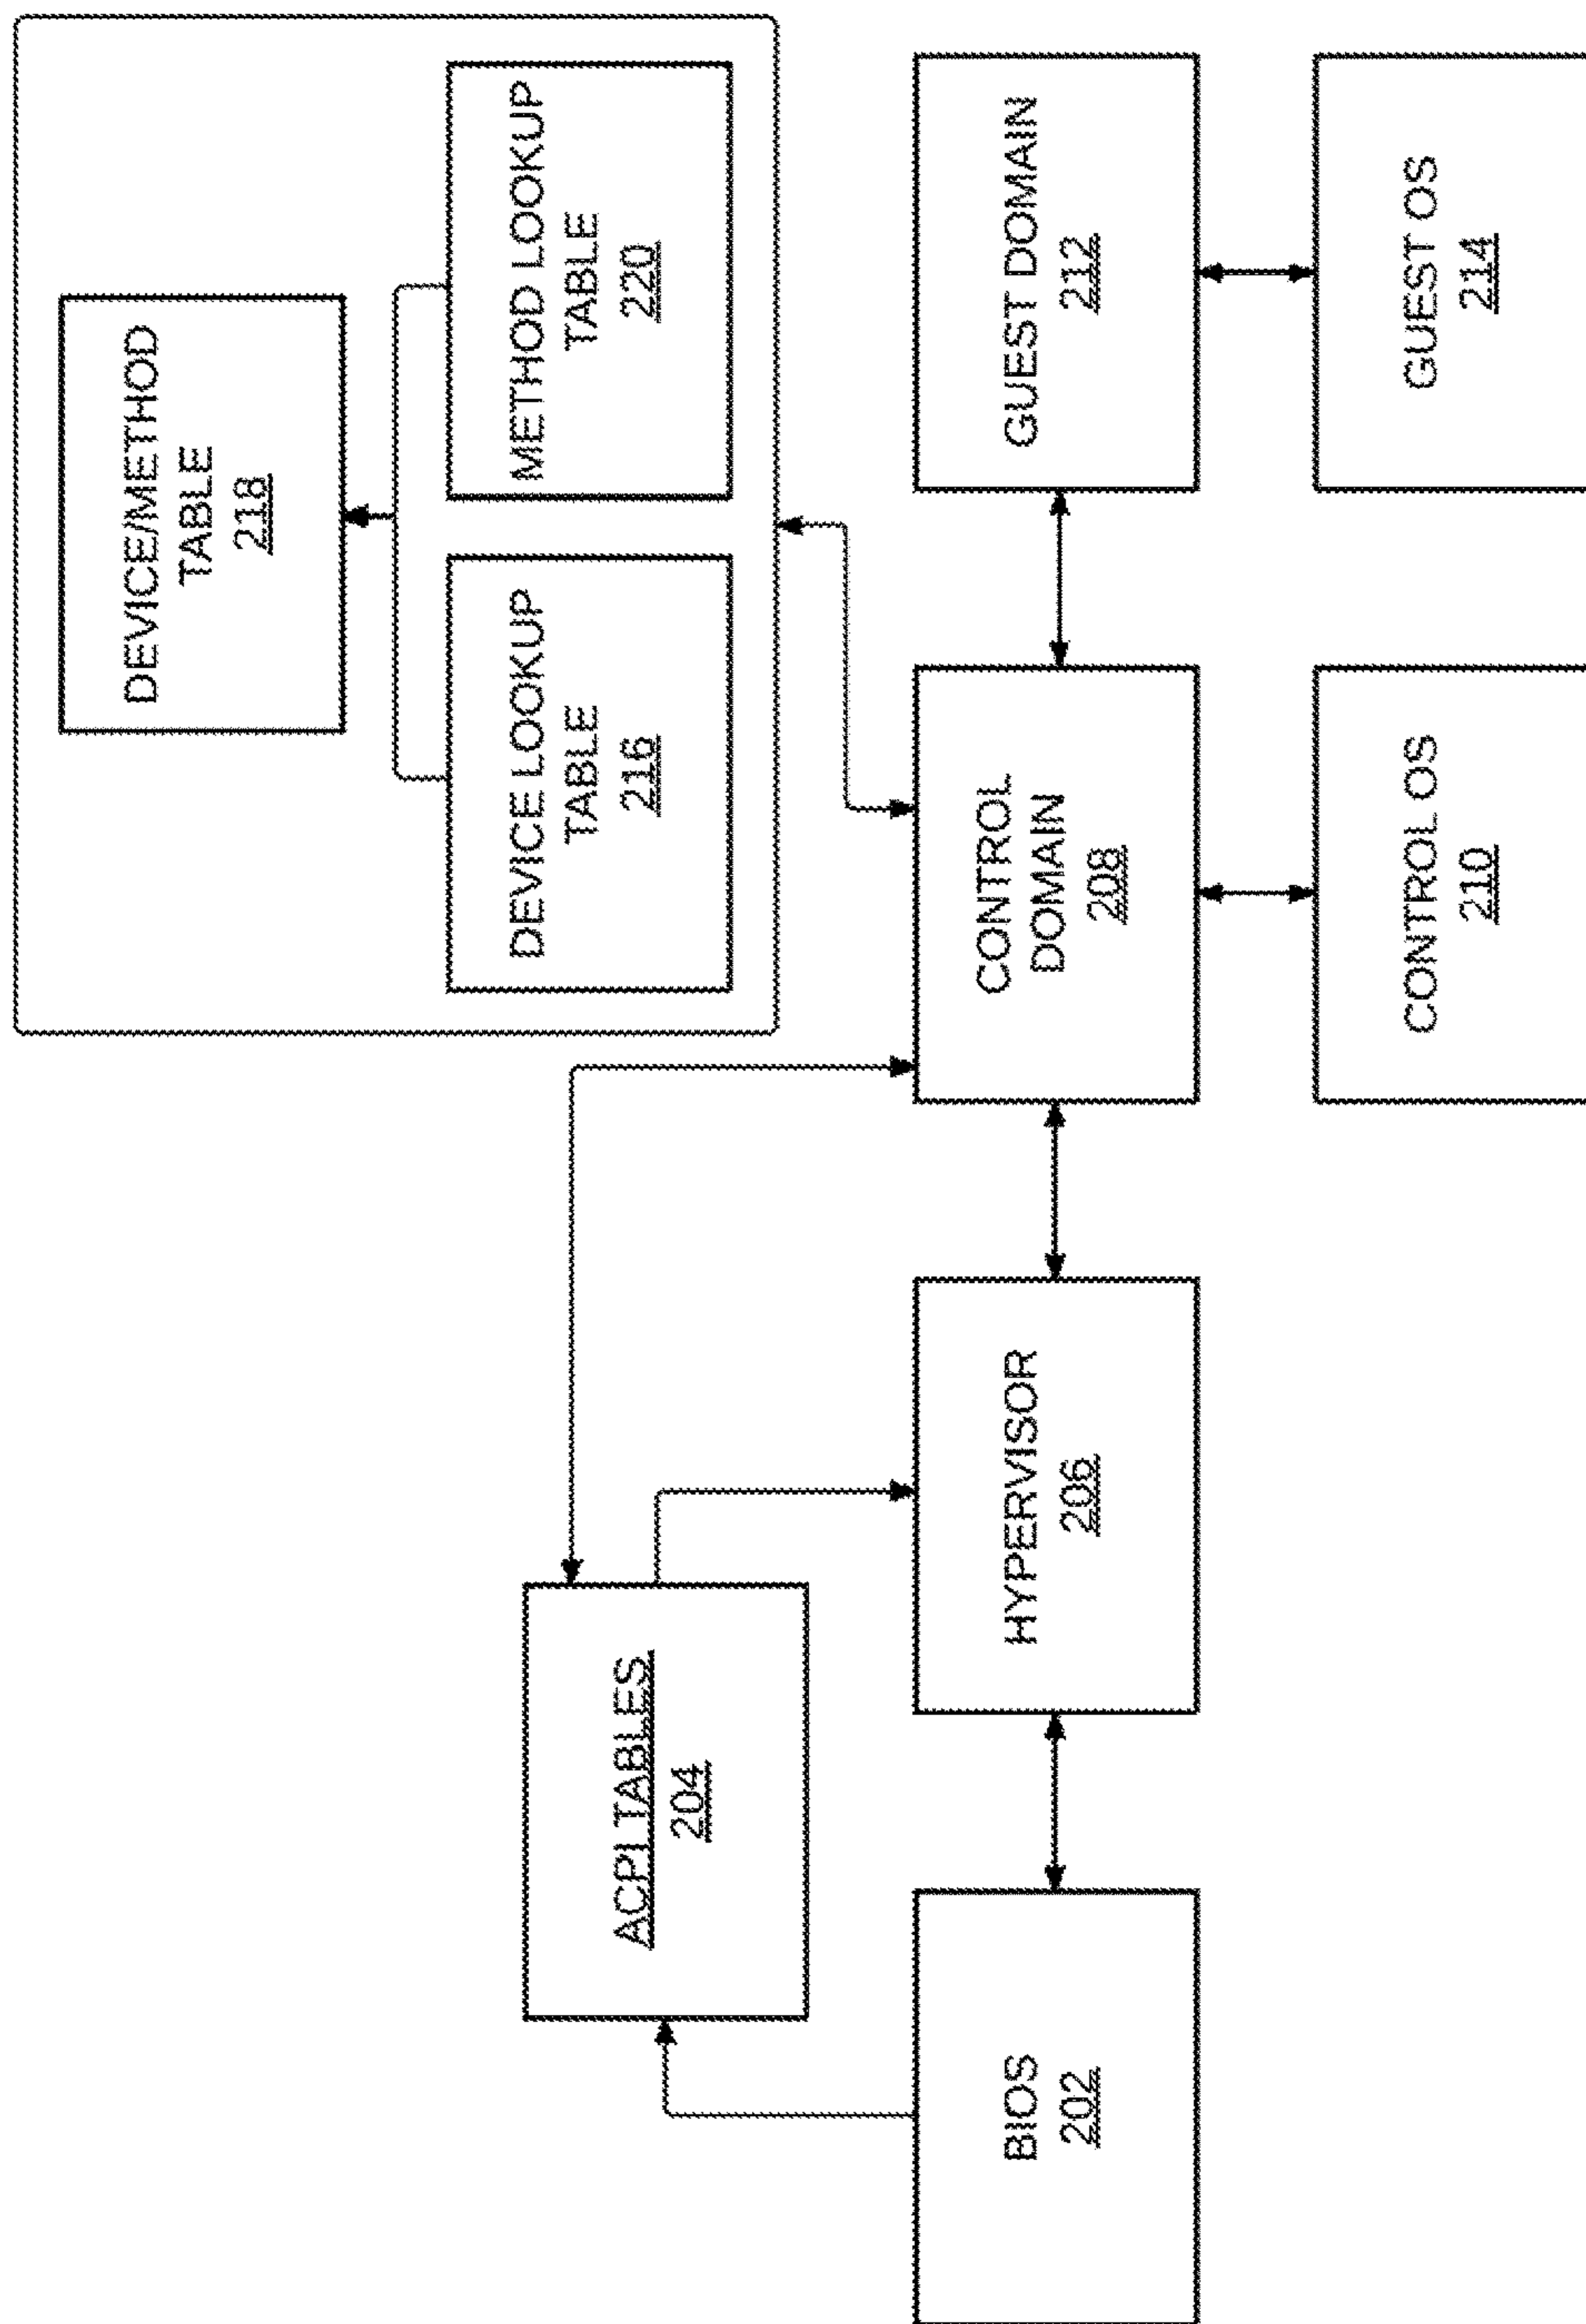 DEVICE/METHOD
TABLE
218
DEVICE LOOKUP
TABLE
216
METHOD LOOKUP
TABLE
220
ACPI TABLES
204
BIOS
202
HYPERVISOR
206
CONTROL
DOMAIN
208
GUEST DOMAIN
212
CONTROL OS
210
GUEST OS
214